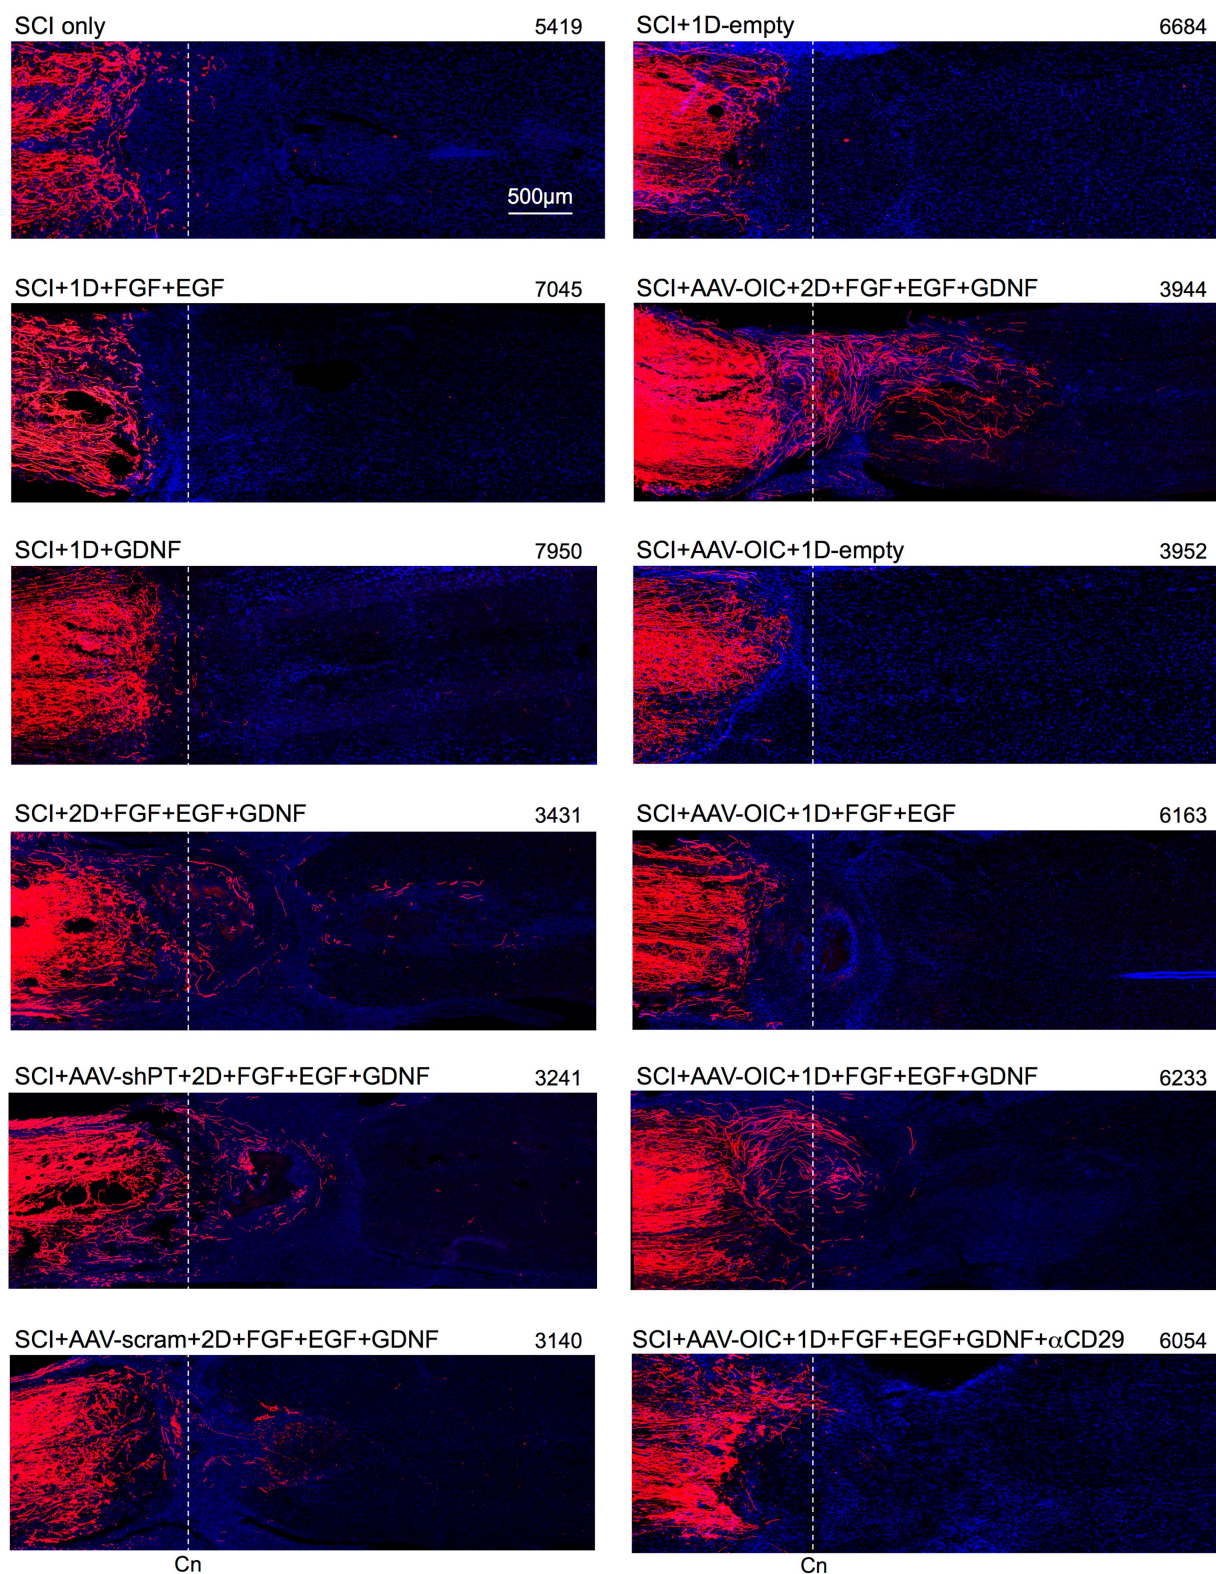 SCI only 5419
500µm
SCI+1D-empty 6684
SCI+1D+FGF+EGF 7045
SCI+AAV-OIC+2D+FGF+EGF+GDNF 3944
SCI+1D+GDNF 7950
SCI+AAV-OIC+1D-empty 3952
SCI+2D+FGF+EGF+GDNF 3431
SCI+AAV-OIC+1D+FGF+EGF 6163
SCI+AAV-shPT+2D+FGF+EGF+GDNF 3241
SCI+AAV-OIC+1D+FGF+EGF+GDNF 6233
SCI+AAV-scram+2D+FGF+EGF+GDNF 3140
SCI+AAV-OIC+1D+FGF+EGF+GDNF+αCD29 6054
Cn
Cn